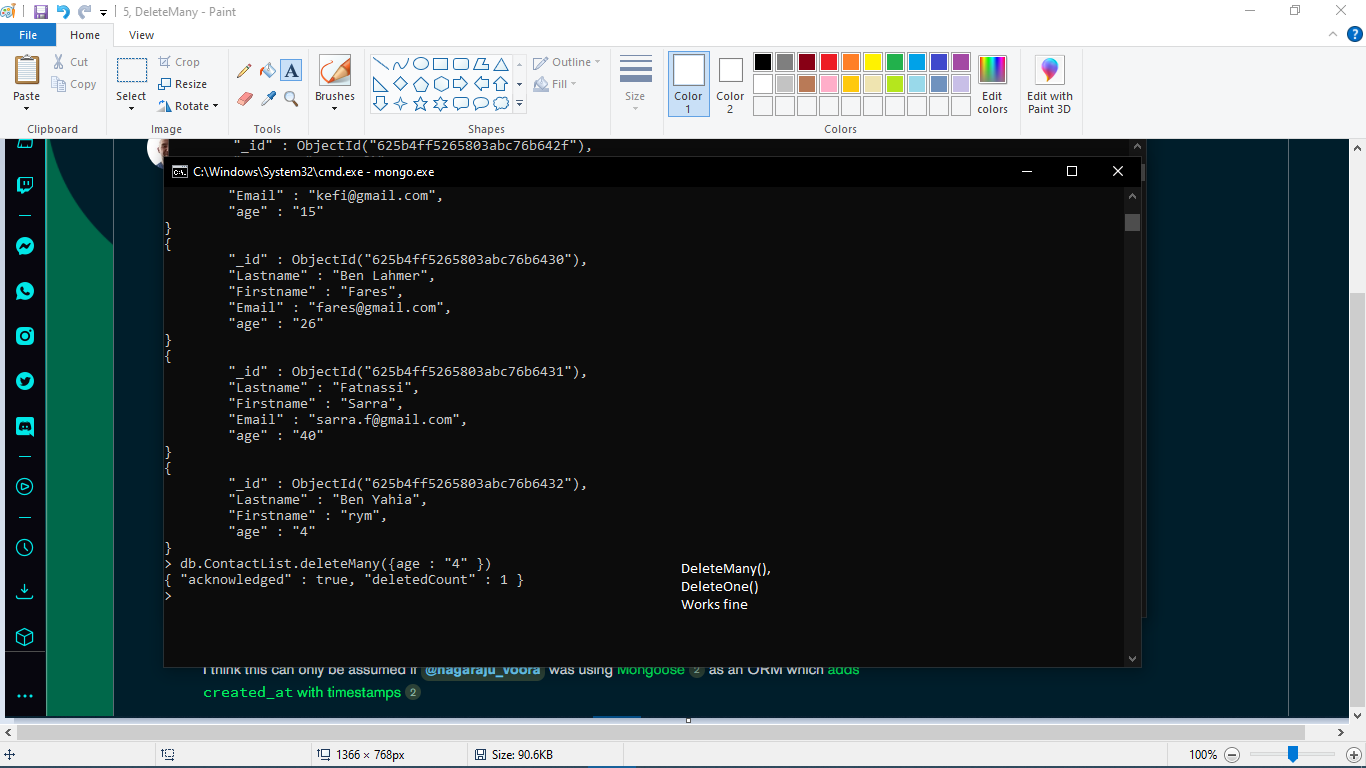 5, DeleteMany - Paint
File Home View
Paste
Cut
Copy
Clipboard
Select
Crop
Resize
Rotate
Image
A
Tools
Brushes
Shapes
Outline
Fill
Size
Color
1
Color
2
Edit
colors
Edit with
Paint 3D
Colors
"_id" : ObjectId("625b4ff5265803abc76b642f"),
C:\Windows\System32\cmd.exe - mongo.exe
"Email" : "kefi@gmail.com",
"age" : "15"
}
{
"_id" : ObjectId("625b4ff5265803abc76b6430"),
"Lastname" : "Ben Lahmer",
"Firstname" : "Fares",
"Email" : "fares@gmail.com",
"age" : "26"
}
{
"_id" : ObjectId("625b4ff5265803abc76b6431"),
"Lastname" : "Fatnassi",
"Firstname" : "Sarra",
"Email" : "sarra.f@gmail.com",
"age" : "40"
}
{
"_id" : ObjectId("625b4ff5265803abc76b6432"),
"Lastname" : "Ben Yahia",
"Firstname" : "rym",
"age" : "4"
}
> db.ContactList.deleteMany({age : "4" })
{ "acknowledged" : true, "deletedCount" : 1 }
>
DeleteMany(),
DeleteOne()
Works fine
I think this can only be assumed if @nagaraju_voora was using Mongoose 2 as an ORM which adds
created_at with timestamps 2
1366 × 768px
Size: 90.6KB
100%